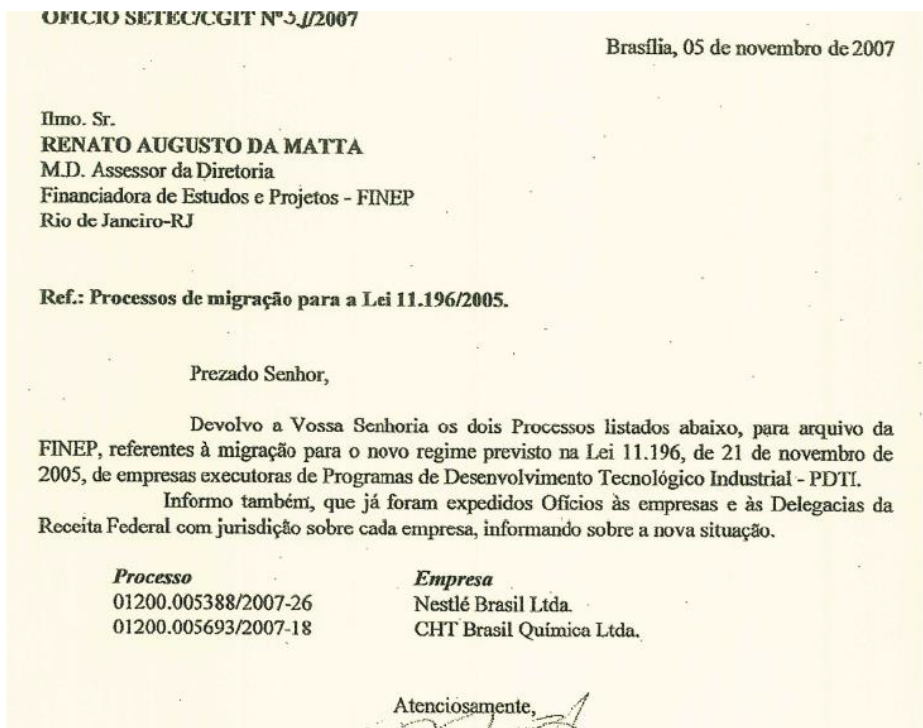 OFICIO SETEC/CGIT Nº /2007
Brasília, 05 de novembro de 2007
Ilmo. Sr.
RENATO AUGUSTO DA MATTA
M.D. Assessor da Diretoria
Financiadora de Estudos e Projetos - FINEP
Rio de Janeiro-RJ
Ref.: Processos de migração para a Lei 11.196/2005.
Prezado Senhor,
Devolvo a Vossa Senhoria os dois Processos listados abaixo, para arquivo da
FINEP, referentes à migração para o novo regime previsto na Lei 11.196, de 21 de novembro de
2005, de empresas executoras de Programas de Desenvolvimento Tecnológico Industrial - PDTI.
Informo também, que já foram expedidos Ofícios às empresas e às Delegacias da
Receita Federal com jurisdição sobre cada empresa, informando sobre a nova situação.
Processo Empresa
01200.005388/2007-26 Nestlé Brasil Ltda.
01200.005693/2007-18 CHT Brasil Química Ltda.
Atenciosamente,